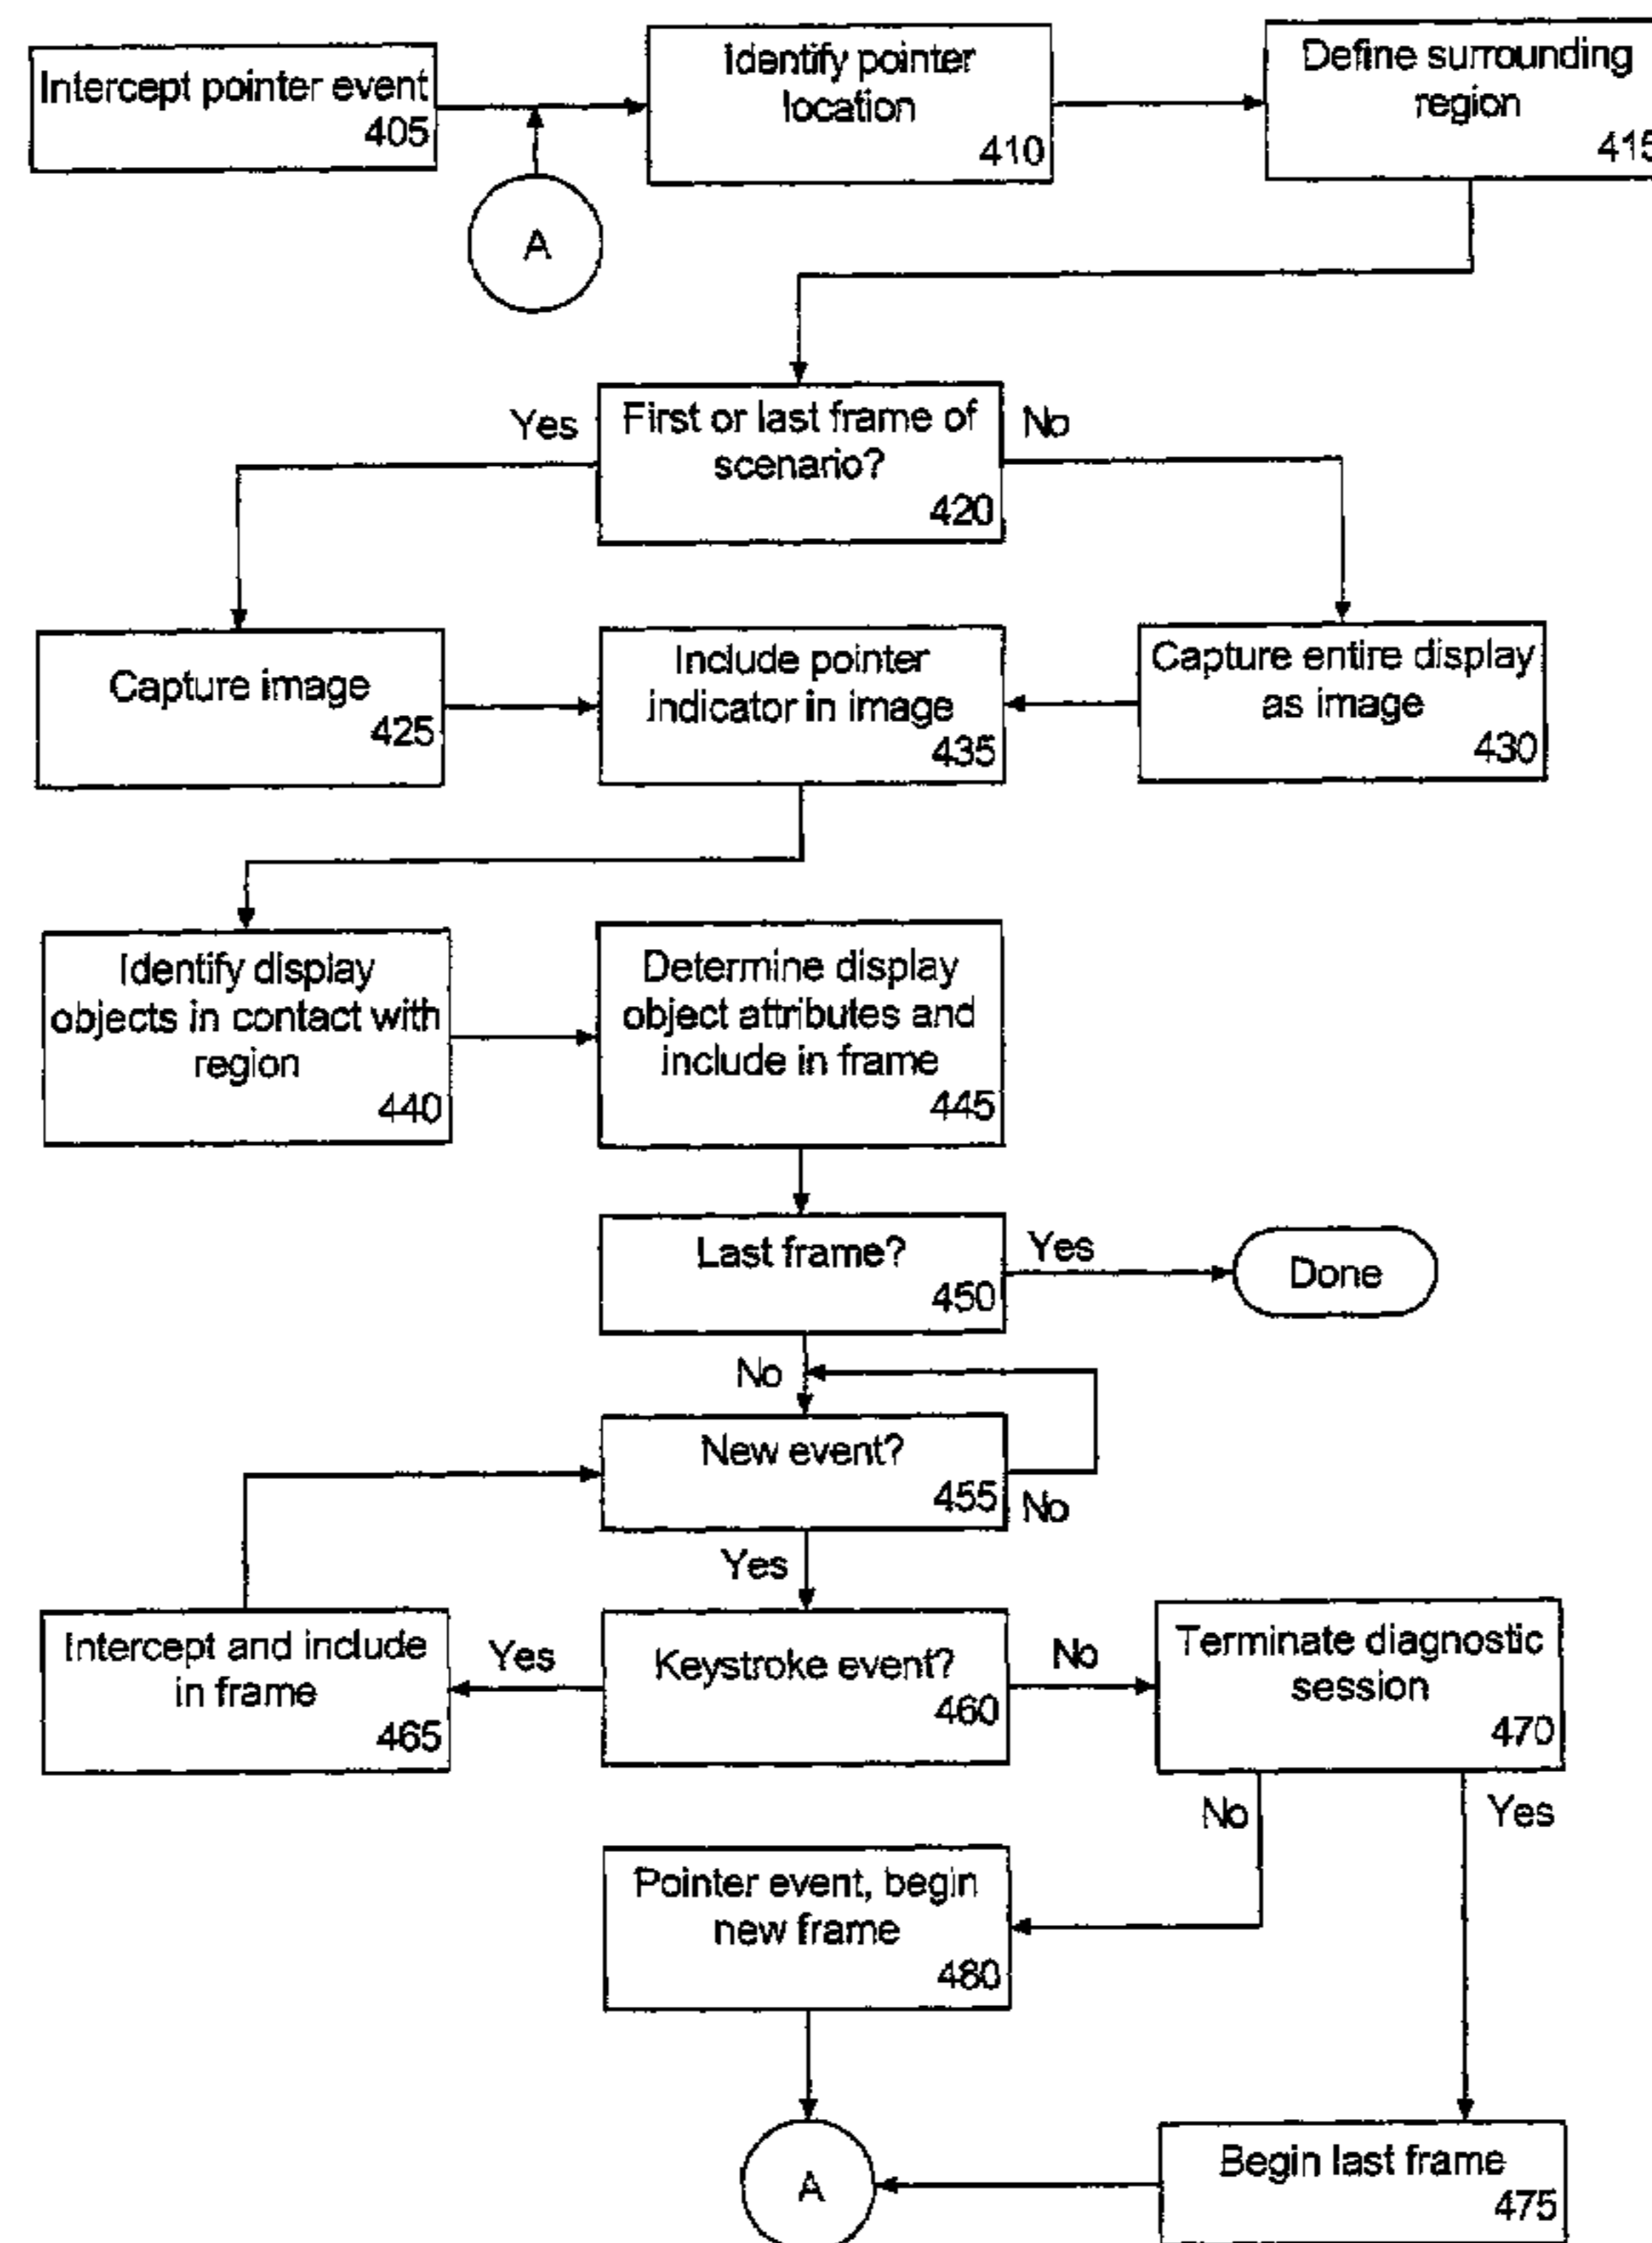 Intercept pointer event
405
Identify pointer
location
410
Define surrounding
region
415
A
First or last frame of
scenario?
420
Yes
No
Capture image
425
Include pointer
indicator in image
435
Capture entire display
as image
430
Identify display
objects in contact with
region
440
Determine display
object attributes and
include in frame
445
Last frame?
450
Yes
Done
No
New event?
455
No
Yes
Intercept and include
in frame
465
Yes
Keystroke event?
460
No
Terminate diagnostic
session
470
No
Yes
Pointer event, begin
new frame
480
A
Begin last frame
475